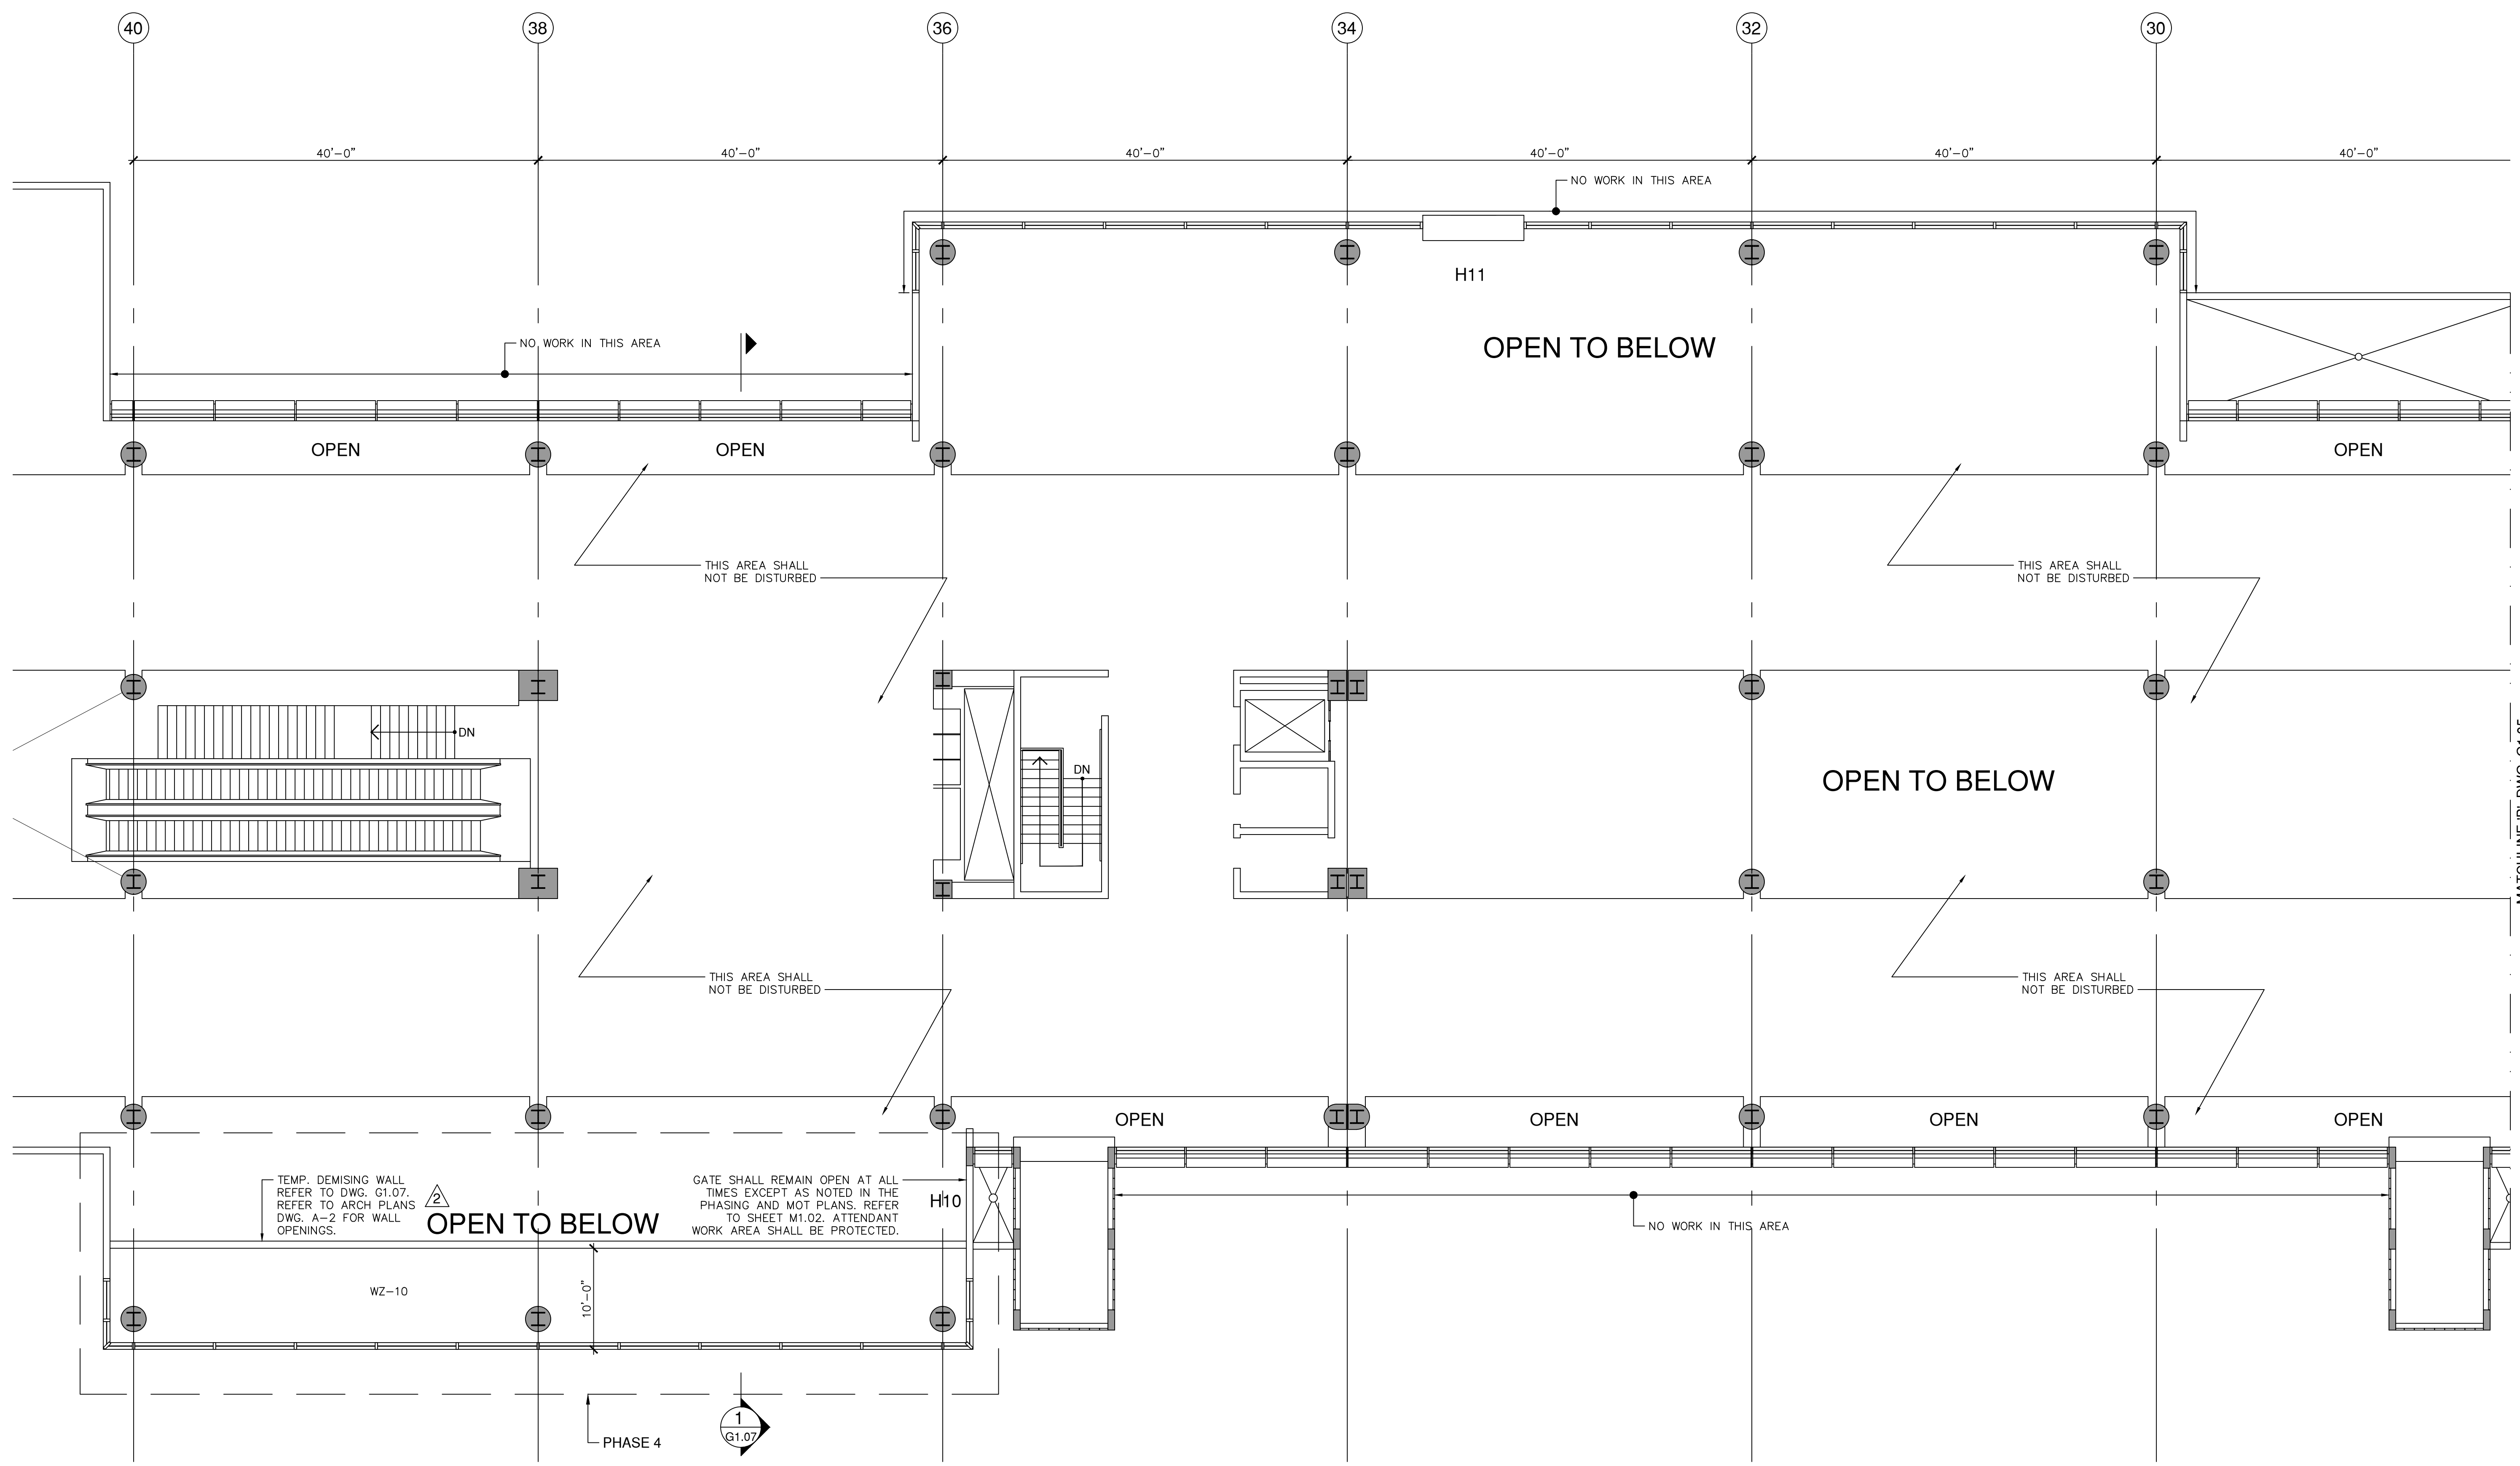 40
38
36
34
32
30
40'-0"
40'-0"
40'-0"
40'-0"
40'-0"
40'-0"
NO WORK IN THIS AREA
H11
NO WORK IN THIS AREA
OPEN TO BELOW
OPEN
OPEN
OPEN
THIS AREA SHALL
NOT BE DISTURBED
THIS AREA SHALL
NOT BE DISTURBED
DN
DN
OPEN TO BELOW
THIS AREA SHALL
NOT BE DISTURBED
THIS AREA SHALL
NOT BE DISTURBED
OPEN
OPEN
OPEN
OPEN
TEMP. DEMISING WALL
REFER TO DWG. G1.07.
REFER TO ARCH PLANS
DWG. A-2 FOR WALL
OPENINGS.
2
OPEN TO BELOW
GATE SHALL REMAIN OPEN AT ALL
TIMES EXCEPT AS NOTED IN THE
PHASING AND MOT PLANS. REFER
TO SHEET M1.02. ATTENDANT
WORK AREA SHALL BE PROTECTED.
H10
NO WORK IN THIS AREA
WZ-10
10'-0"
1
G1.07
PHASE 4